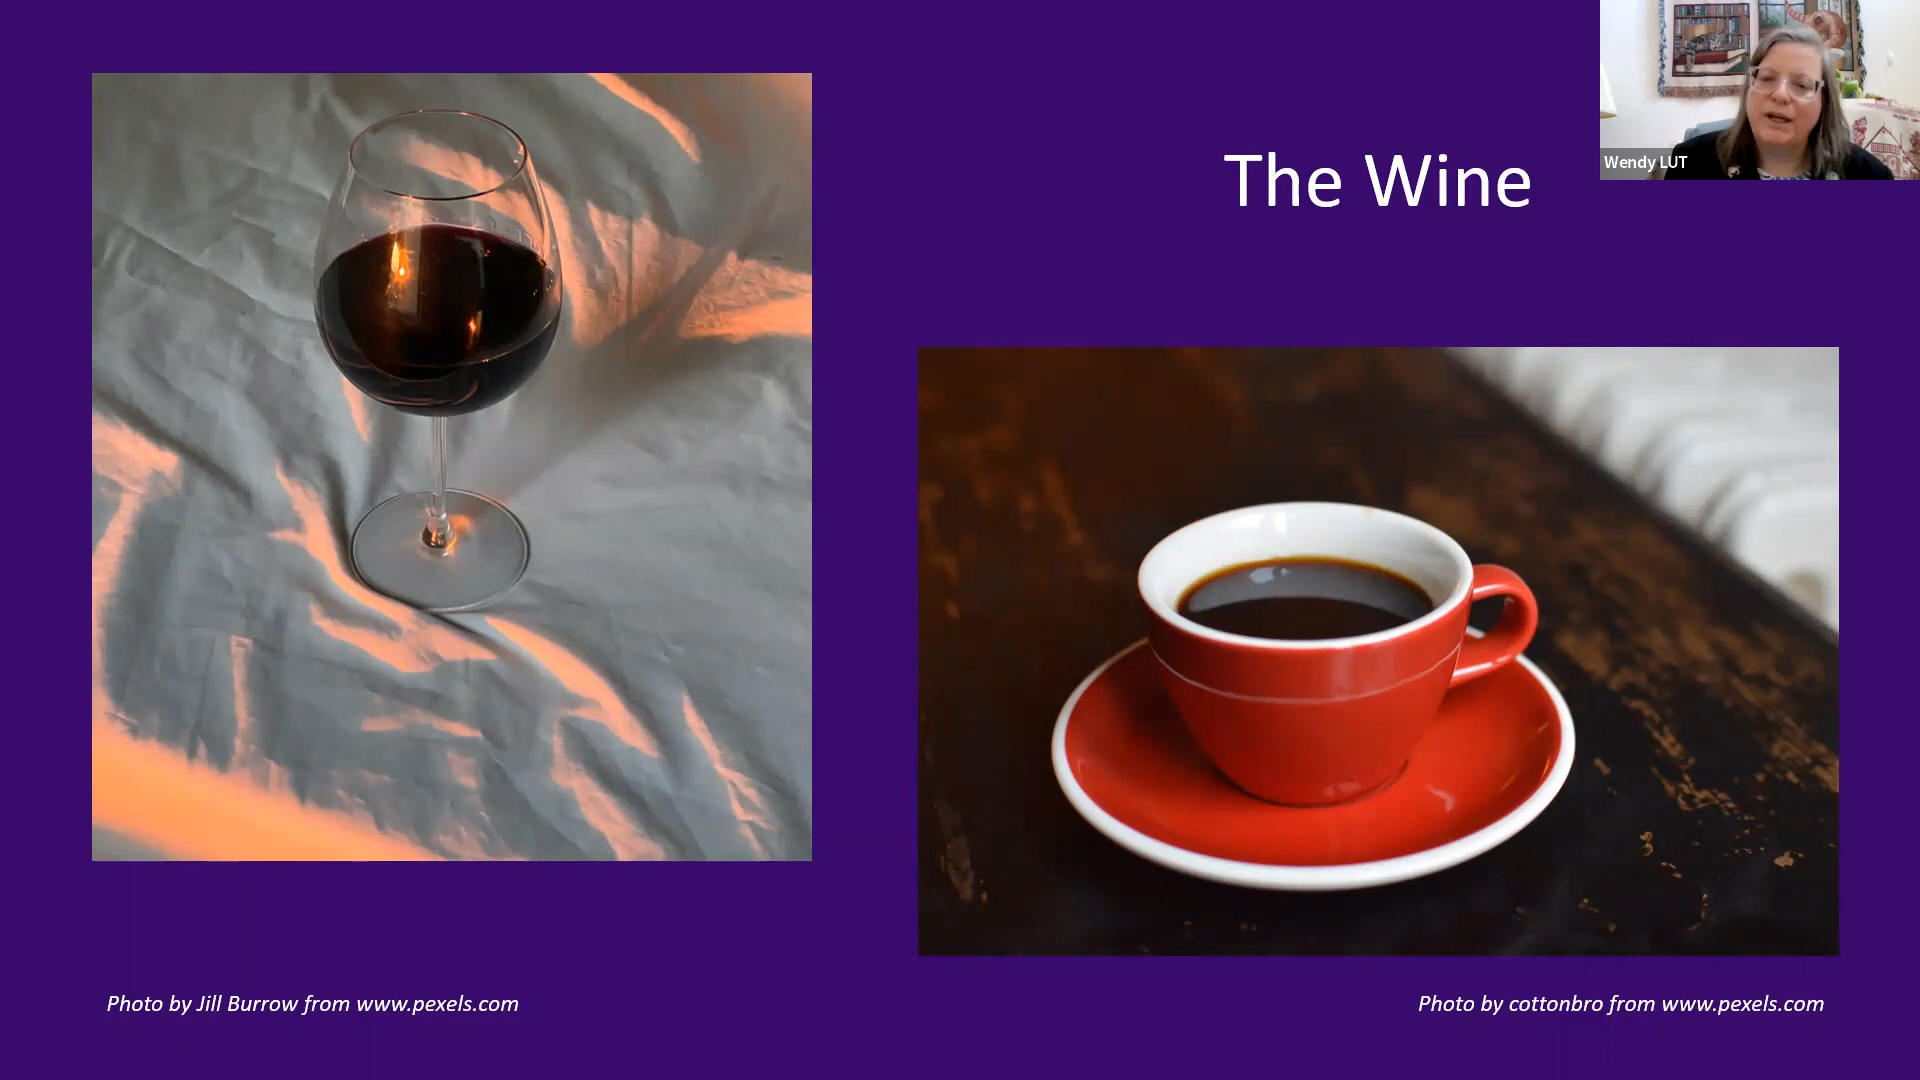 The Wine
Wendy LUT
Photo by Jill Burrow from www.pexels.com
Photo by cottonbro from www.pexels.com